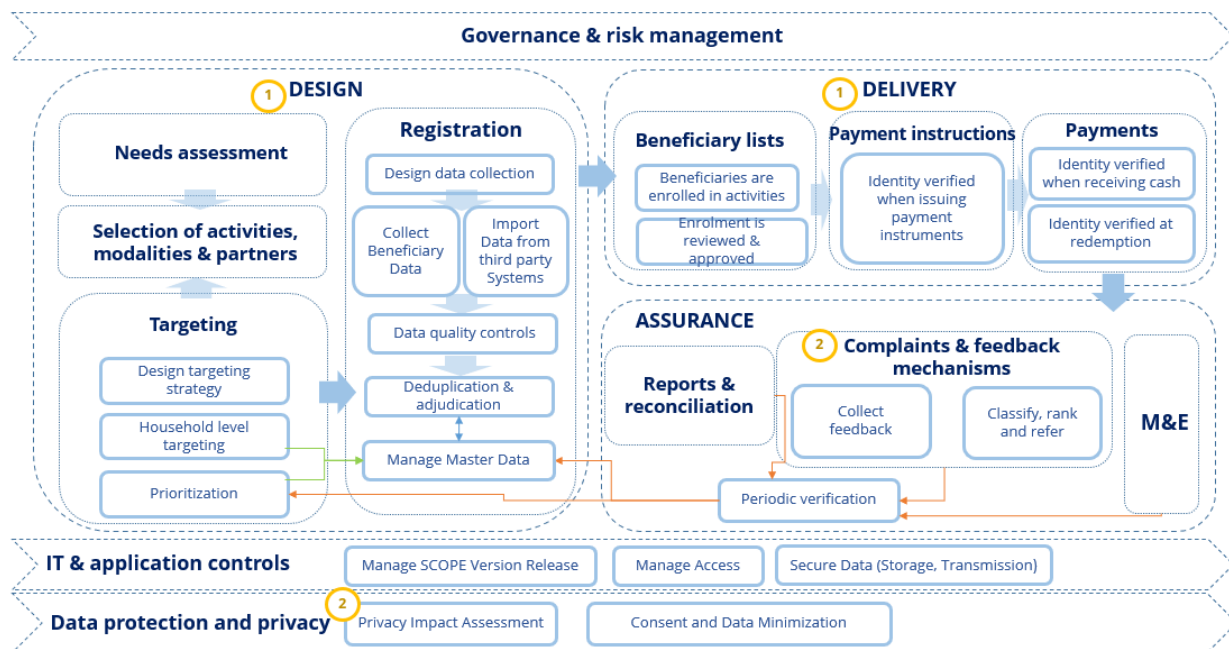 Governance & risk management
1
DESIGN
Needs assessment
Selection of activities,
modalities & partners
Targeting
Design targeting
strategy
Household level
targeting
Prioritization
Registration
Design data collection
Collect
Beneficiary
Data
Import
Data from
third party
Systems
Data quality controls
Deduplication &
adjudication
Manage Master Data
1
DELIVERY
Beneficiary lists
Beneficiaries are
enrolled in activities
Enrolment is
reviewed &
approved
Payment instructions
Identity verified
when issuing
payment
instruments
Payments
Identity verified
when receiving cash
Identity verified at
redemption
ASSURANCE
Reports &
reconciliation
2
Complaints & feedback
mechanisms
Collect
feedback
Classify, rank
and refer
M&E
Periodic verification
IT & application controls
Manage SCOPE Version Release
Manage Access
Secure Data (Storage, Transmission)
Data protection and privacy
2
Privacy Impact Assessment
Consent and Data Minimization